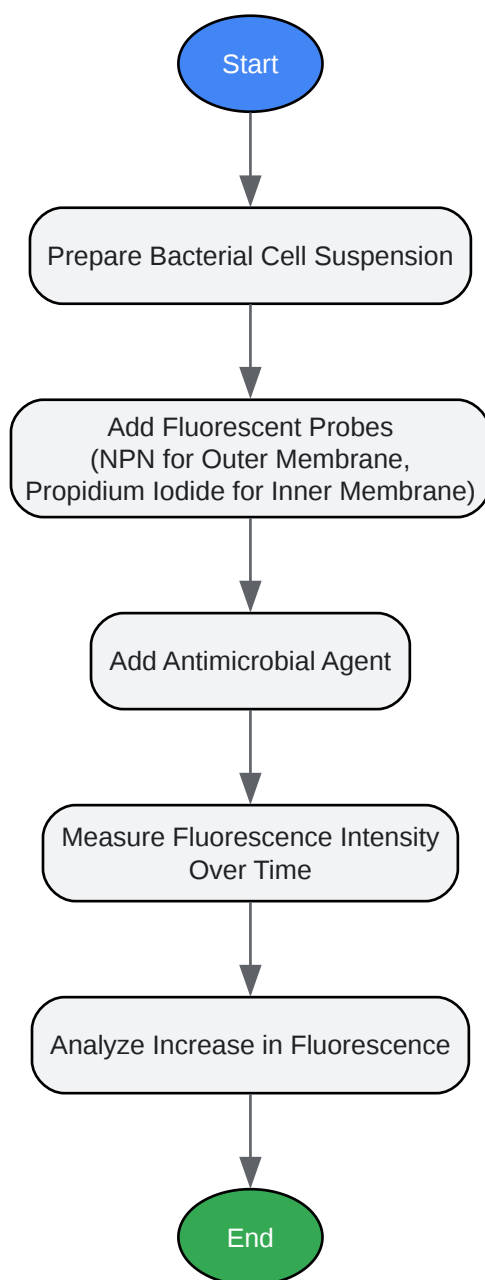 Start
Prepare Bacterial Cell Suspension
Add Fluorescent Probes
(NPN for Outer Membrane,
Propidium Iodide for Inner Membrane)
Add Antimicrobial Agent
Measure Fluorescence Intensity
Over Time
Analyze Increase in Fluorescence
End